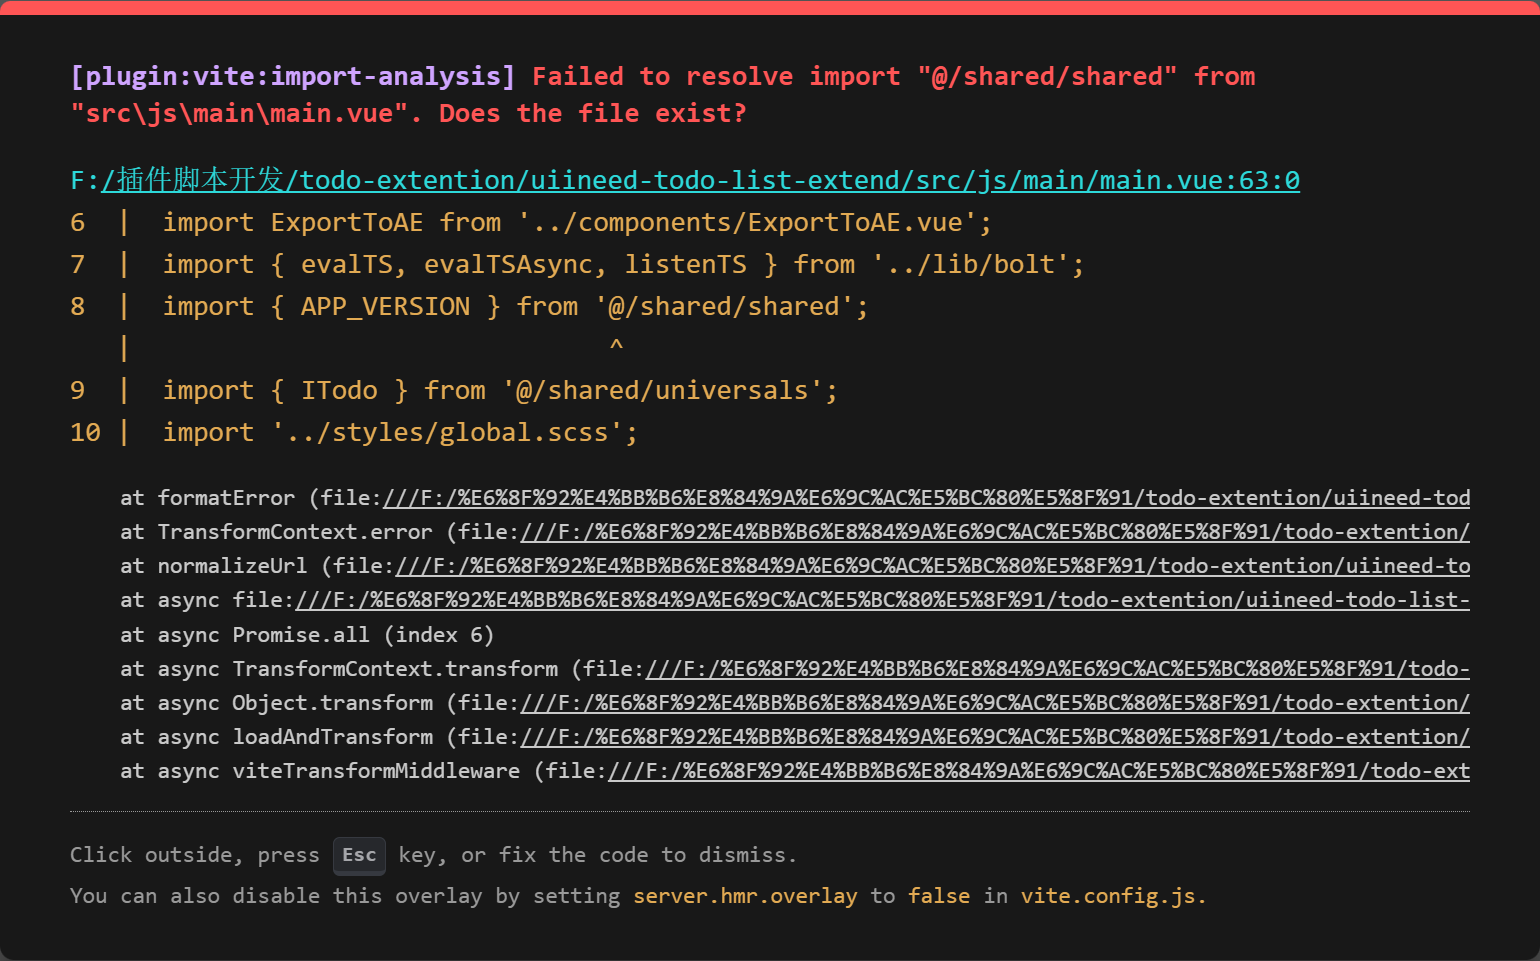 [plugin:vite:import-analysis] Failed to resolve import "@/shared/shared" from
"src\js\main\main.vue". Does the file exist?
F:/插件脚本开发/todo-extention/uiineed-todo-list-extend/src/js/main/main.vue:63:0
6  |  import ExportToAE from '../components/ExportToAE.vue';
7  |  import { evalTS, evalTSAsync, listenTS } from '../lib/bolt';
8  |  import { APP_VERSION } from '@/shared/shared';
   |                               ^
9  |  import { ITodo } from '@/shared/universals';
10 |  import '../styles/global.scss';
at formatError (file:///F:/%E6%8F%92%E4%BB%B6%E8%84%9A%E6%9C%AC%E5%BC%80%E5%8F%91/todo-extention/uiineed-tod
at TransformContext.error (file:///F:/%E6%8F%92%E4%BB%B6%E8%84%9A%E6%9C%AC%E5%BC%80%E5%8F%91/todo-extention/
at normalizeUrl (file:///F:/%E6%8F%92%E4%BB%B6%E8%84%9A%E6%9C%AC%E5%BC%80%E5%8F%91/todo-extention/uiineed-to
at async file:///F:/%E6%8F%92%E4%BB%B6%E8%84%9A%E6%9C%AC%E5%BC%80%E5%8F%91/todo-extention/uiineed-todo-list-
at async Promise.all (index 6)
at async TransformContext.transform (file:///F:/%E6%8F%92%E4%BB%B6%E8%84%9A%E6%9C%AC%E5%BC%80%E5%8F%91/todo-
at async Object.transform (file:///F:/%E6%8F%92%E4%BB%B6%E8%84%9A%E6%9C%AC%E5%BC%80%E5%8F%91/todo-extention/
at async loadAndTransform (file:///F:/%E6%8F%92%E4%BB%B6%E8%84%9A%E6%9C%AC%E5%BC%80%E5%8F%91/todo-extention/
at async viteTransformMiddleware (file:///F:/%E6%8F%92%E4%BB%B6%E8%84%9A%E6%9C%AC%E5%BC%80%E5%8F%91/todo-ext
Click outside, press Esc key, or fix the code to dismiss.
You can also disable this overlay by setting server.hmr.overlay to false in vite.config.js.